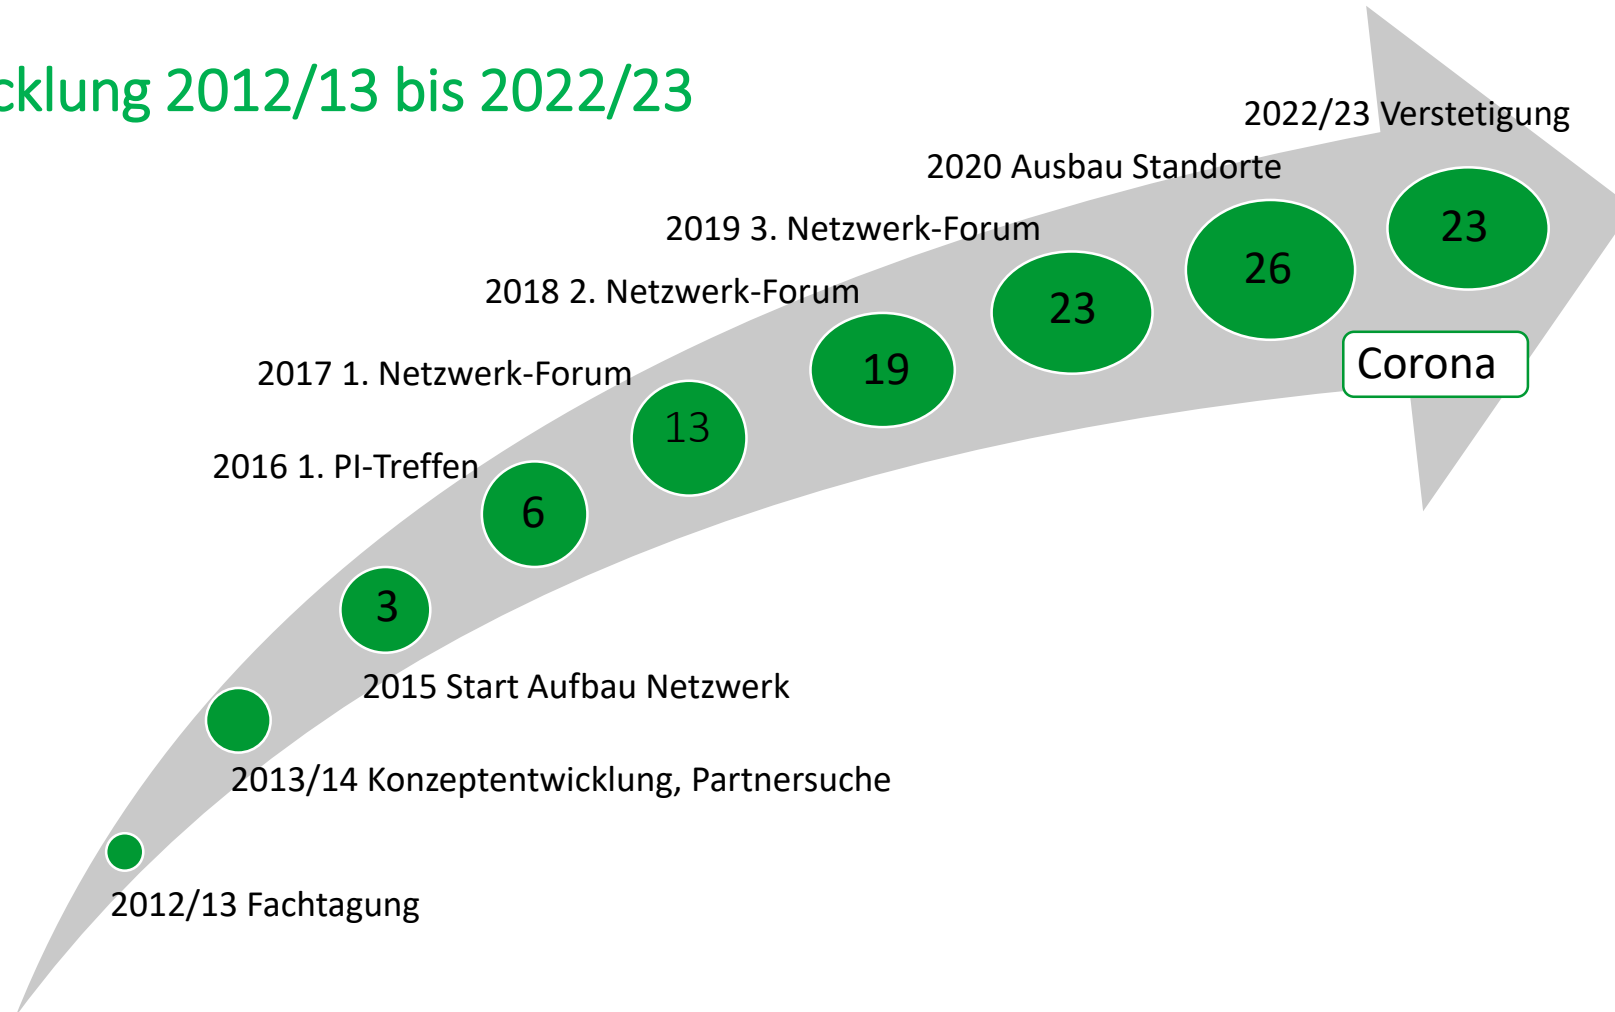 cklung 2012/13 bis 2022/23
2022/23 Verstetigung
2020 Ausbau Standorte
2019 3. Netzwerk-Forum
2018 2. Netzwerk-Forum
2017 1. Netzwerk-Forum
2016 1. PI-Treffen
23
26
23
19
13
6
3
Corona
2015 Start Aufbau Netzwerk
2013/14 Konzeptentwicklung, Partnersuche
2012/13 Fachtagung